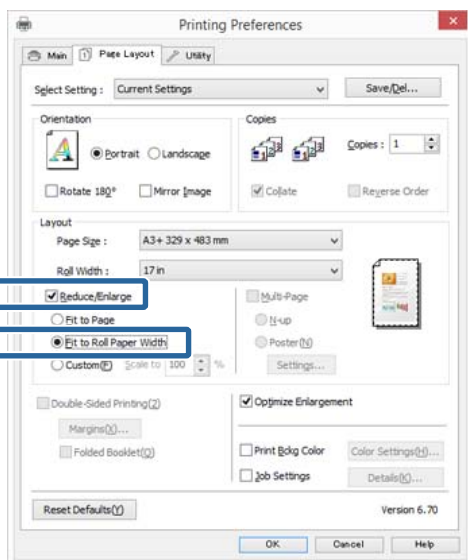 Printing Preferences
Main Page Layout Utility
Select Setting : Current Settings Save/Del...
Orientation
Portrait Landscape
Rotate 180° Mirror Image
Copies
Copies : 1
Collate Reverse Order
Layout
Page Size : A3+ 329 x 483 mm
Roll Width : 17 in
Reduce/Enlarge
Fit to Page
Fit to Roll Paper Width
Custom(F) Scale to 100 %
Multi-Page
N-up
Poster(N)
Settings...
Double-Sided Printing(2)
Margins(X)...
Folded Booklet(O)
Optimize Enlargement
Print Bckg Color Color Settings(H)...
Job Settings Details(K)...
Reset Defaults(Y) Version 6.70
OK Cancel Help